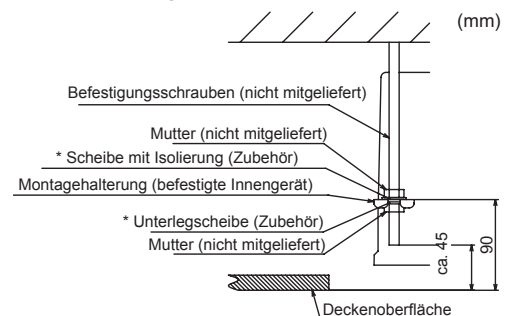 (mm)
Befestigungsschrauben (nicht mitgeliefert)
Mutter (nicht mitgeliefert)
* Scheibe mit Isolierung (Zubehör)
Montagehalterung (befestigte Innengerät)
* Unterlegscheibe (Zubehör)
Mutter (nicht mitgeliefert)
ca. 45
90
Deckenoberfläche